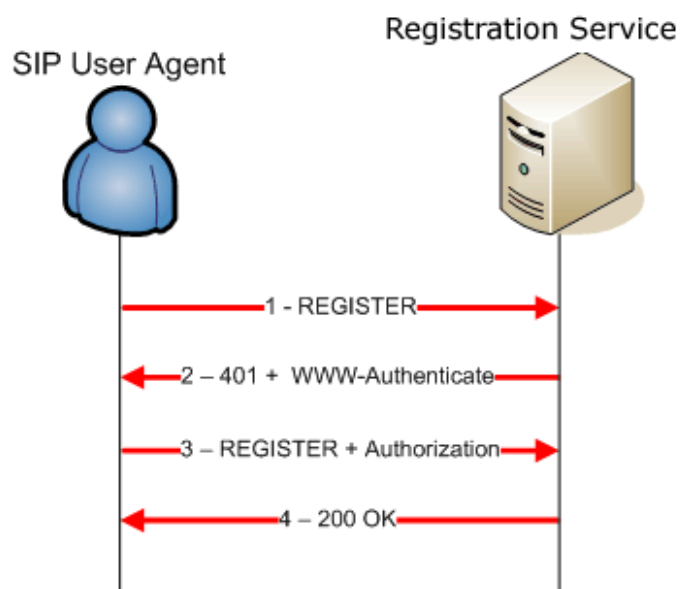 Registration Service
SIP User Agent
1 - REGISTER
2 – 401 + WWW-Authenticate
3 – REGISTER + Authorization
4 – 200 OK